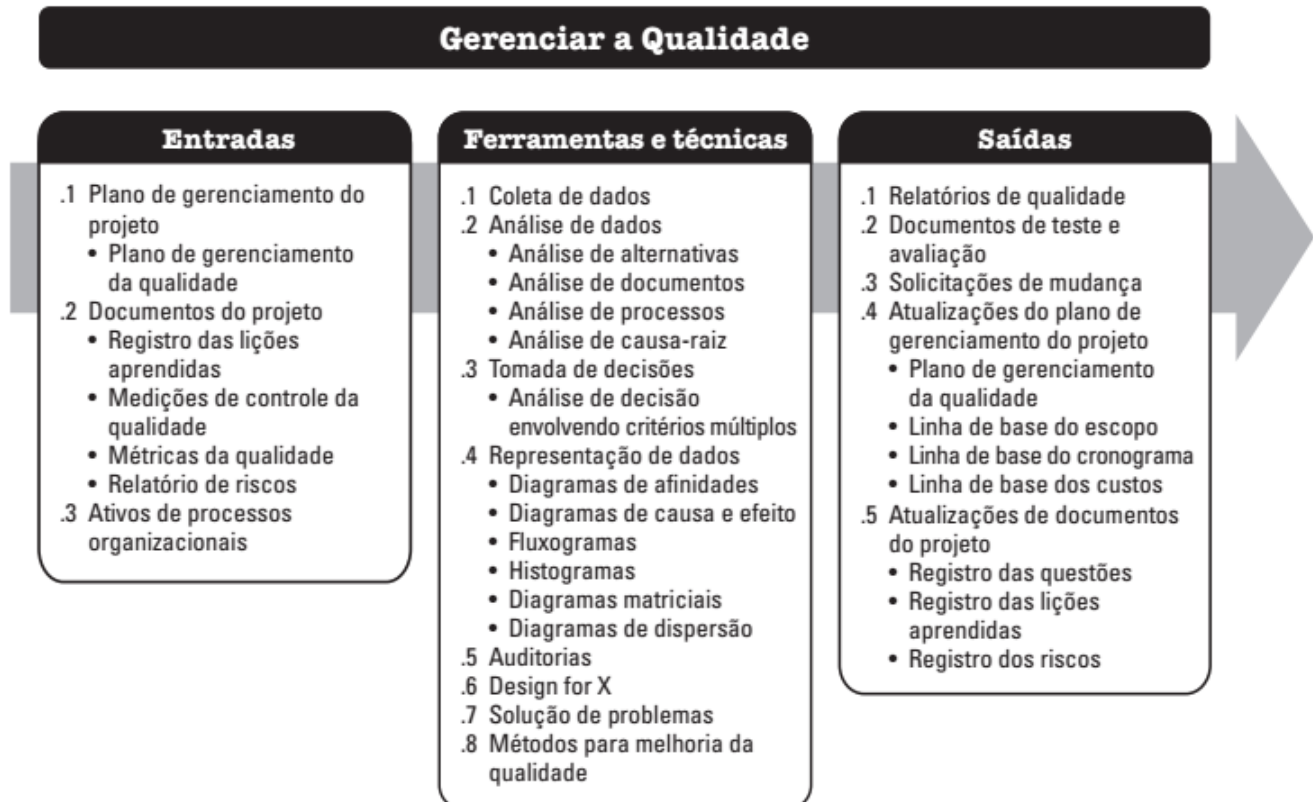 Gerenciar a Qualidade
Entradas
.1 Plano de gerenciamento do
projeto
• Plano de gerenciamento
da qualidade
.2 Documentos do projeto
• Registro das lições
aprendidas
• Medições de controle da
qualidade
• Métricas da qualidade
• Relatório de riscos
.3 Ativos de processos
organizacionais
Ferramentas e técnicas
.1 Coleta de dados
.2 Análise de dados
• Análise de alternativas
• Análise de documentos
• Análise de processos
• Análise de causa-raiz
.3 Tomada de decisões
• Análise de decisão
envolvendo critérios múltiplos
.4 Representação de dados
• Diagramas de afinidades
• Diagramas de causa e efeito
• Fluxogramas
• Histogramas
• Diagramas matriciais
• Diagramas de dispersão
.5 Auditorias
.6 Design for X
.7 Solução de problemas
.8 Métodos para melhoria da
qualidade
Saídas
.1 Relatórios de qualidade
.2 Documentos de teste e
avaliação
.3 Solicitações de mudança
.4 Atualizações do plano de
gerenciamento do projeto
• Plano de gerenciamento
da qualidade
• Linha de base do escopo
• Linha de base do cronograma
• Linha de base dos custos
.5 Atualizações de documentos
do projeto
• Registro das questões
• Registro das lições
aprendidas
• Registro dos riscos